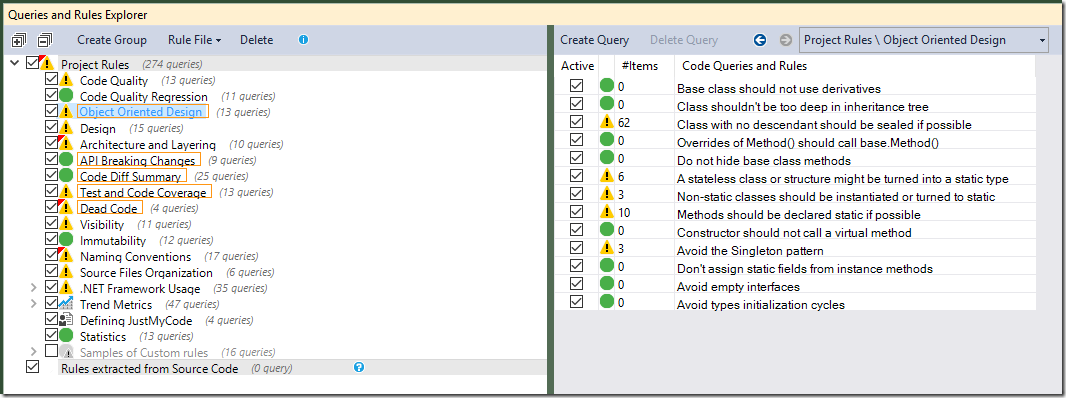 Queries and Rules Explorer
Create Group Rule File Delete
Project Rules (274 queries)
Code Quality (13 queries)
Code Quality Regression (11 queries)
Object Oriented Design (13 queries)
Design (15 queries)
Architecture and Layering (10 queries)
API Breaking Changes (9 queries)
Code Diff Summary (25 queries)
Test and Code Coverage (13 queries)
Dead Code (4 queries)
Visibility (11 queries)
Immutability (12 queries)
Naming Conventions (17 queries)
Source Files Organization (6 queries)
.NET Framework Usage (35 queries)
Trend Metrics (47 queries)
Defining JustMyCode (4 queries)
Statistics (13 queries)
Samples of Custom rules (16 queries)
Rules extracted from Source Code (0 query)
Create Query Delete Query Project Rules \ Object Oriented Design
Active #Items Code Queries and Rules
0 Base class should not use derivatives
0 Class shouldn't be too deep in inheritance tree
62 Class with no descendant should be sealed if possible
0 Overrides of Method() should call base.Method()
0 Do not hide base class methods
6 A stateless class or structure might be turned into a static type
3 Non-static classes should be instantiated or turned to static
10 Methods should be declared static if possible
0 Constructor should not call a virtual method
3 Avoid the Singleton pattern
0 Don't assign static fields from instance methods
0 Avoid empty interfaces
0 Avoid types initialization cycles